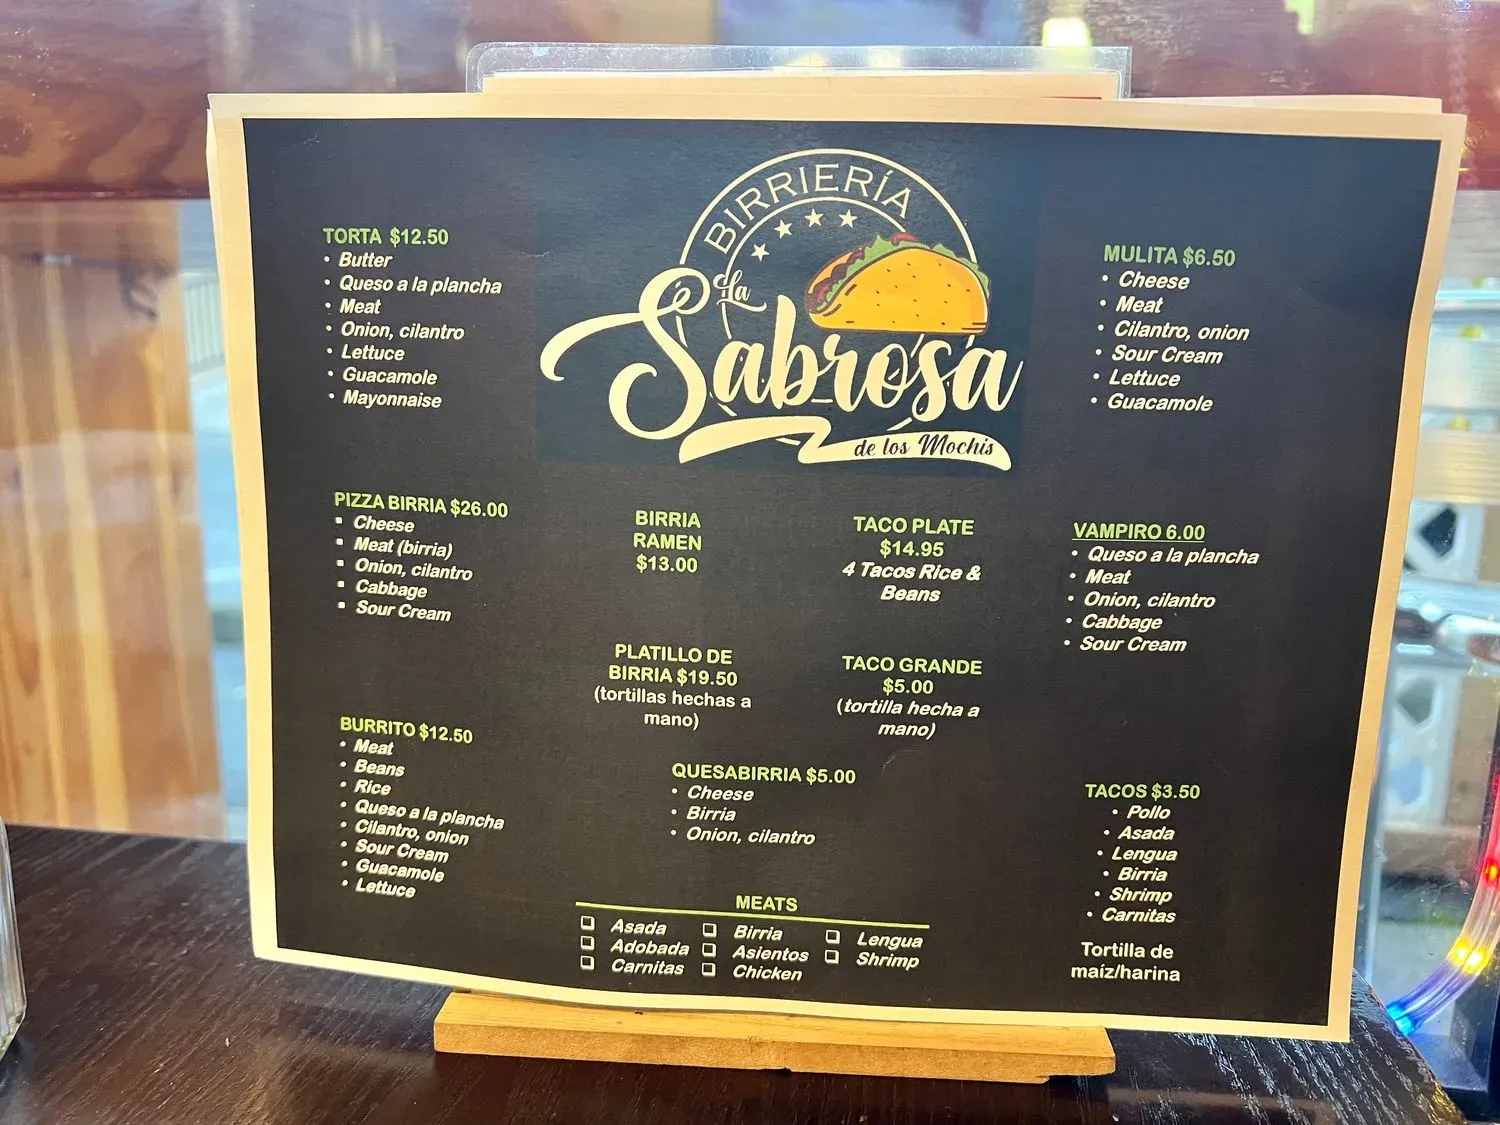 BIRRIERÍA
La
Sabrosa
de los Mochis
TORTA $12.50
• Butter
• Queso a la plancha
• Meat
• Onion, cilantro
• Lettuce
• Guacamole
• Mayonnaise
MULITA $6.50
• Cheese
• Meat
• Cilantro, onion
• Sour Cream
• Lettuce
• Guacamole
PIZZA BIRRIA $26.00
▪ Cheese
▪ Meat (birria)
▪ Onion, cilantro
▪ Cabbage
▪ Sour Cream
BIRRIA
RAMEN
$13.00
TACO PLATE
$14.95
4 Tacos Rice &
Beans
VAMPIRO 6.00
• Queso a la plancha
• Meat
• Onion, cilantro
• Cabbage
• Sour Cream
PLATILLO DE
BIRRIA $19.50
(tortillas hechas a
mano)
TACO GRANDE
$5.00
(tortilla hecha a
mano)
BURRITO $12.50
• Meat
• Beans
• Rice
• Queso a la plancha
• Cilantro, onion
• Sour Cream
• Guacamole
• Lettuce
QUESABIRRIA $5.00
• Cheese
• Birria
• Onion, cilantro
TACOS $3.50
• Pollo
• Asada
• Lengua
• Birria
• Shrimp
• Carnitas
Tortilla de
maíz/harina
MEATS
❑ Asada ❑ Birria ❑ Lengua
❑ Adobada ❑ Asientos ❑ Shrimp
❑ Carnitas ❑ Chicken